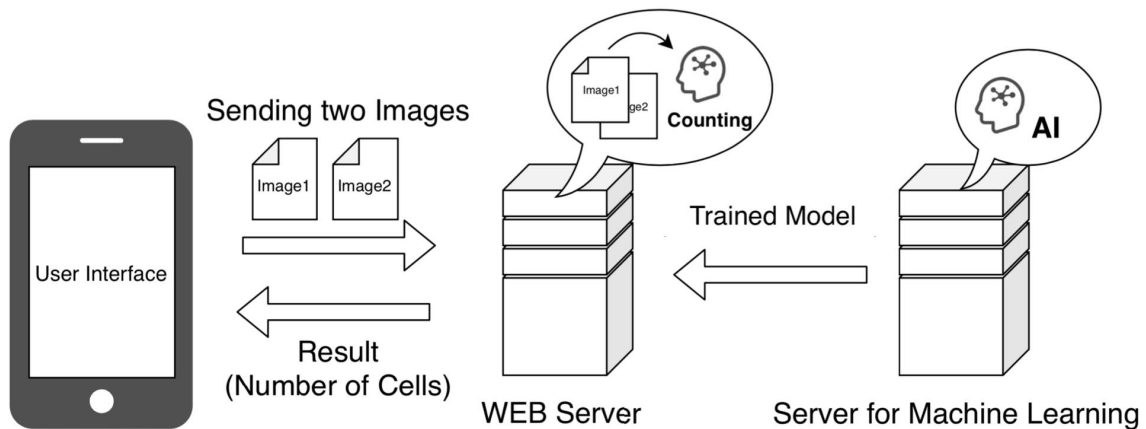 Sending two Images
Image1
Image2
User Interface
Result
(Number of Cells)
Image1
ge2
Counting
WEB Server
Trained Model
AI
Server for Machine Learning